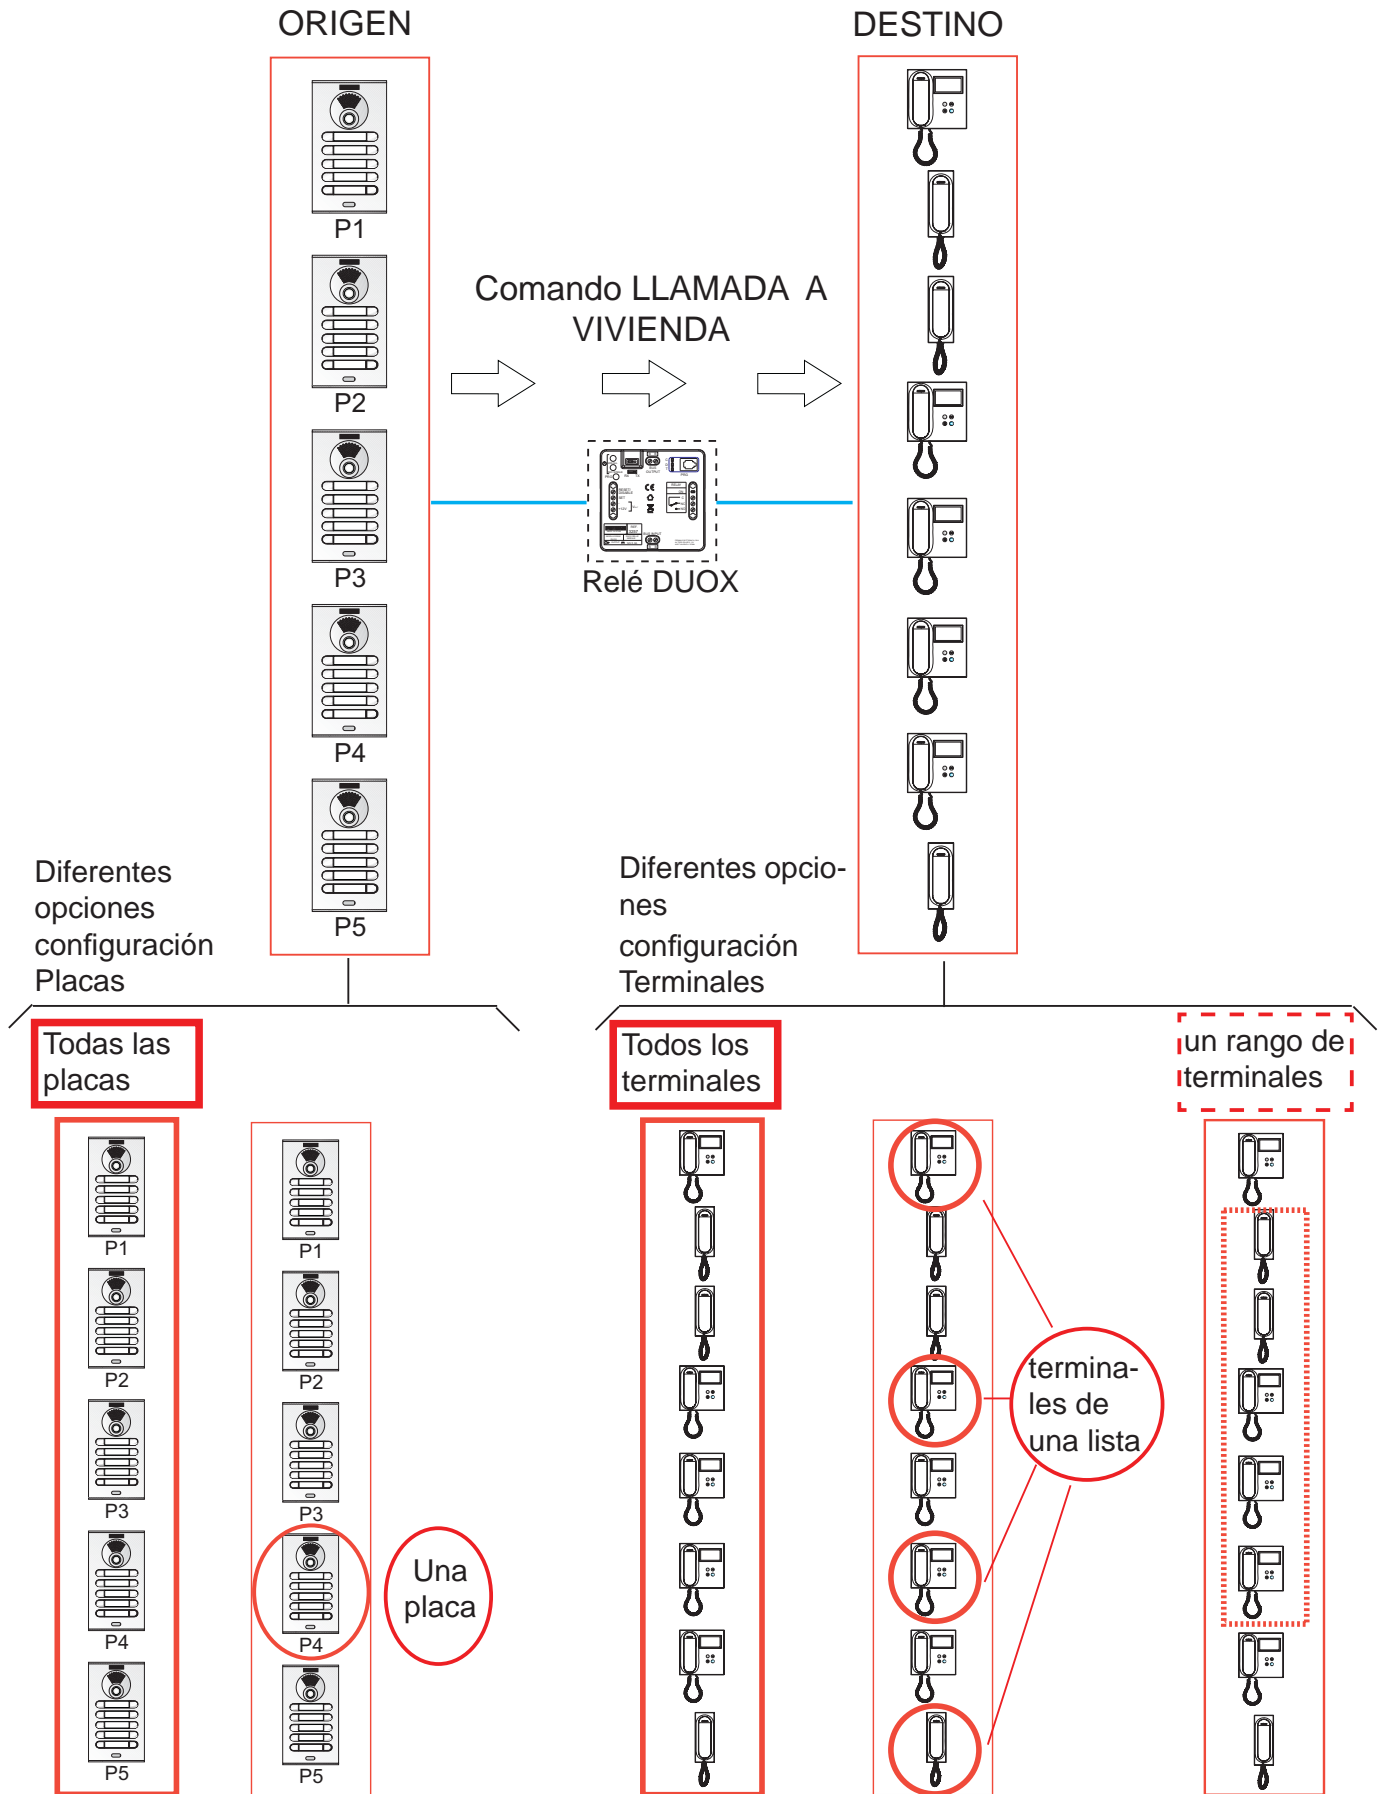 ORIGEN
DESTINO
P1
P2
P3
P4
P5
Comando LLAMADA A
VIVIENDA
Relé DUOX
Diferentes
opciones
configuración
Placas
Diferentes opcio-
nes
configuración
Terminales
Todas las
placas
Todos los
terminales
un rango de
terminales
P1
P2
P3
P4
P5
P1
P2
P3
P4
P5
Una
placa
termina-
les de
una lista